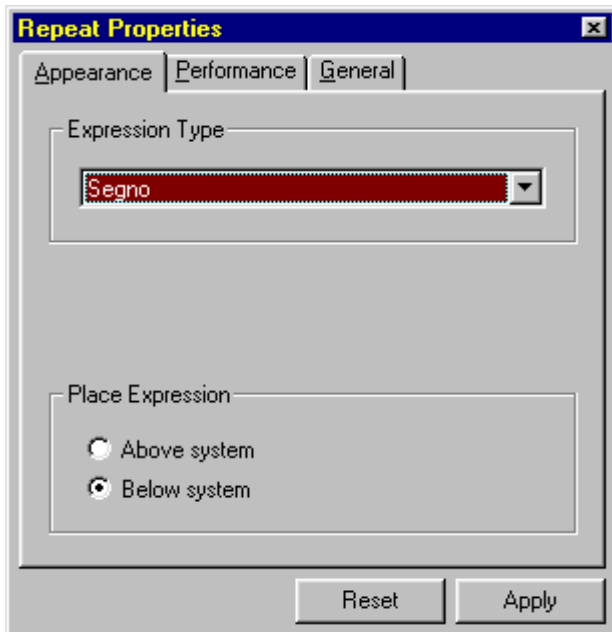 Repeat Properties
Appearance Performance General
Expression Type
Segno
Place Expression
Above system
Below system
Reset Apply